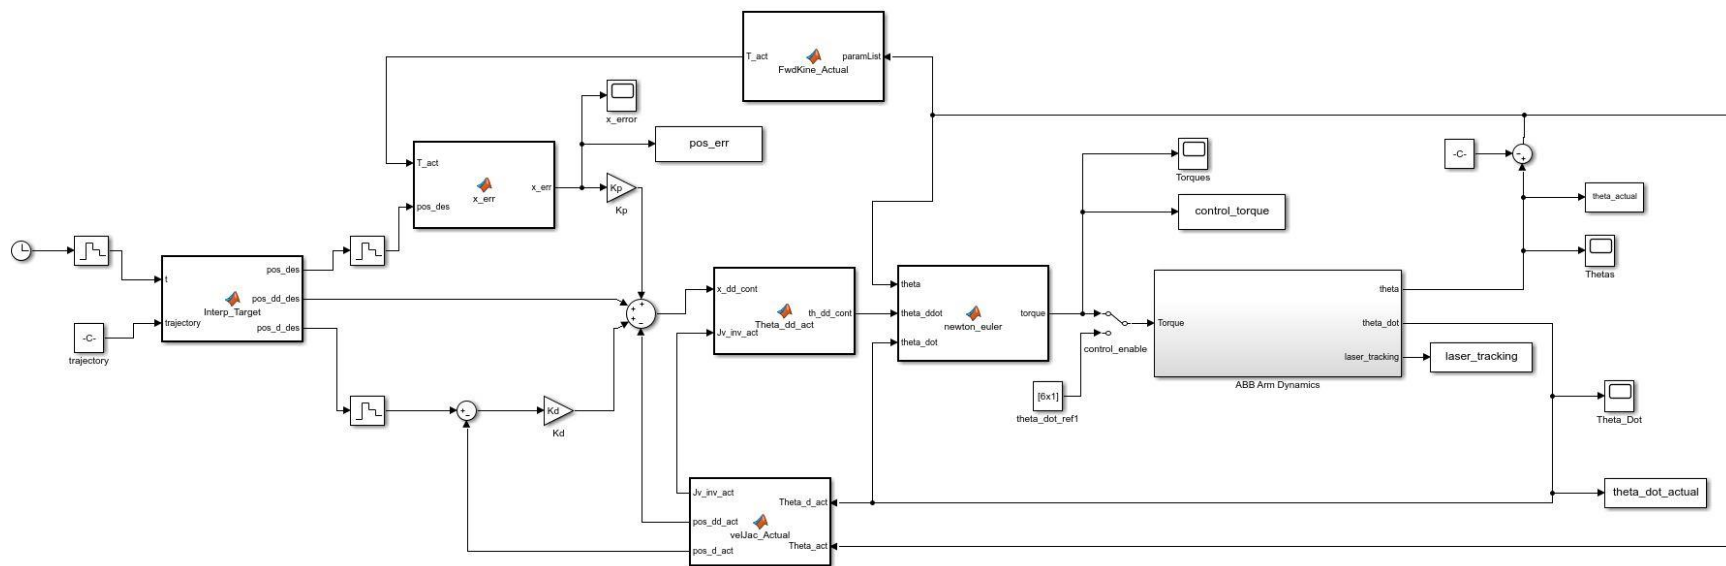 T_act
paramList
FwdKine_Actual
x_error
pos_err
T_act
pos_des
x_err
x_err
Kp
Kp
Torques
control_torque
-C-
theta_actual
Thetas
t
trajectory
pos_des
pos_dd_des
pos_d_des
Interp_Target
-C-
trajectory
+
+
+
−
x_dd_cont
Jv_inv_act
th_dd_cont
Theta_dd_act
theta
theta_ddot
theta_dot
torque
newton_euler
control_enable
[6x1]
theta_dot_ref1
Torque
theta
theta_dot
laser_tracking
ABB Arm Dynamics
laser_tracking
Theta_Dot
theta_dot_actual
+
−
Kd
Kd
Jv_inv_act
pos_dd_act
pos_d_act
Theta_d_act
Theta_act
velJac_Actual
−
+